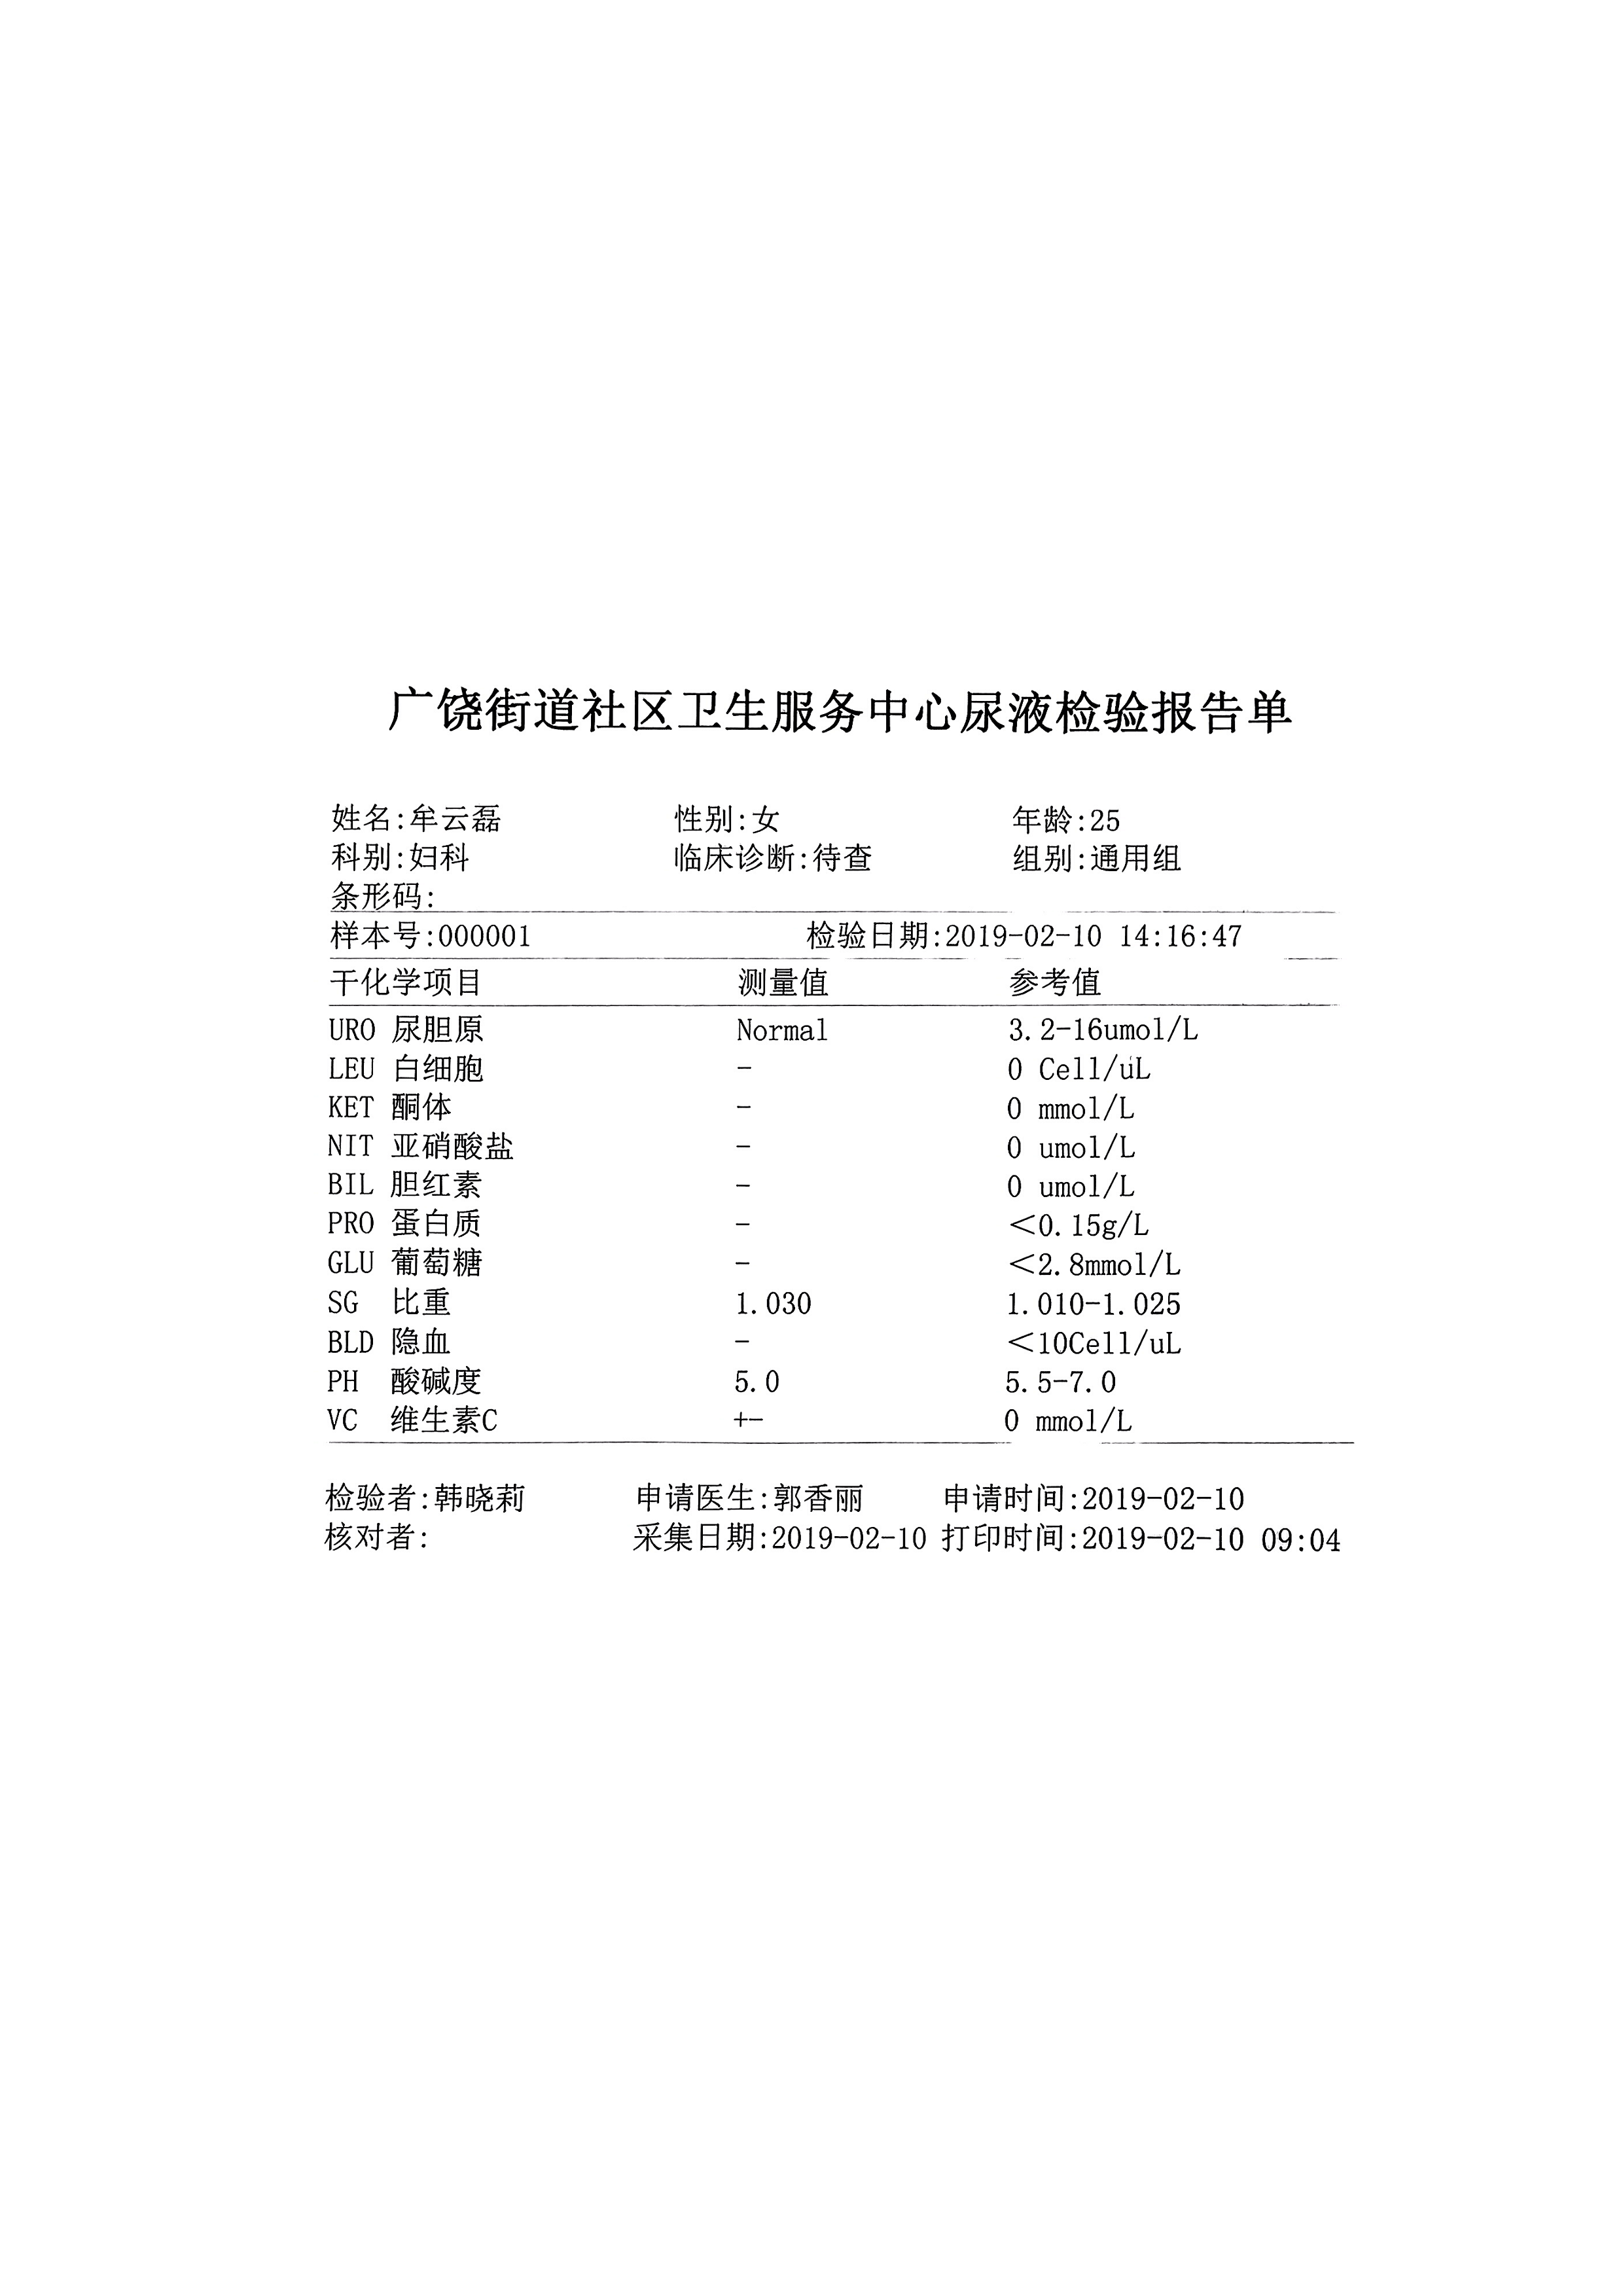 广饶街道社区卫生服务中心尿液检验报告单
姓名:牟云磊 性别:女 年龄:25
科别:妇科 临床诊断:待查 组别:通用组
条形码:
样本号:000001 检验日期:2019-02-10 14:16:47
干化学项目 测量值 参考值
URO 尿胆原 Normal 3.2-16umol/L
LEU 白细胞 - 0 Cell/uL
KET 酮体 - 0 mmol/L
NIT 亚硝酸盐 - 0 umol/L
BIL 胆红素 - 0 umol/L
PRO 蛋白质 - <0.15g/L
GLU 葡萄糖 - <2.8mmol/L
SG 比重 1.030 1.010-1.025
BLD 隐血 - <10Cell/uL
PH 酸碱度 5.0 5.5-7.0
VC 维生素C +- 0 mmol/L
检验者:韩晓莉 申请医生:郭香丽 申请时间:2019-02-10
核对者: 采集日期:2019-02-10 打印时间:2019-02-10 09:04